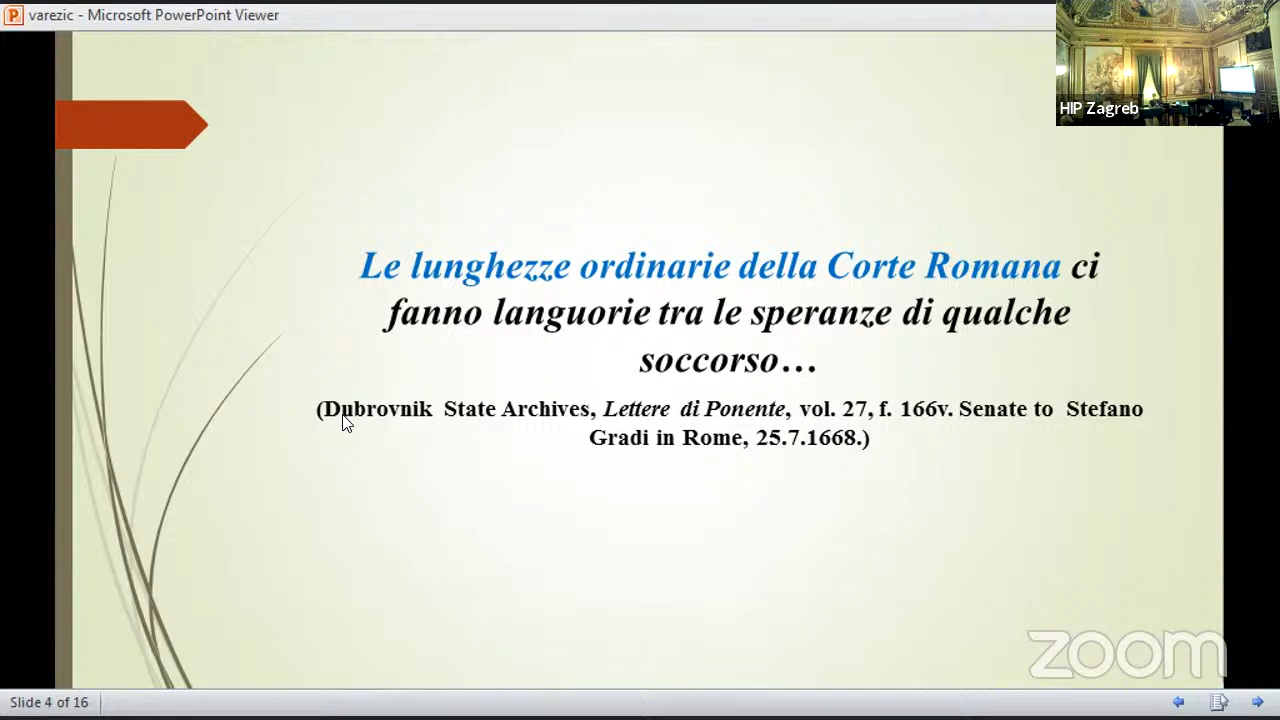 varezic - Microsoft PowerPoint Viewer
HIP Zagreb
Le lunghezze ordinarie della Corte Romana ci
fanno languorie tra le speranze di qualche
soccorso…
(Dubrovnik State Archives, Lettere di Ponente, vol. 27, f. 166v. Senate to Stefano
Gradi in Rome, 25.7.1668.)
zoom
Slide 4 of 16